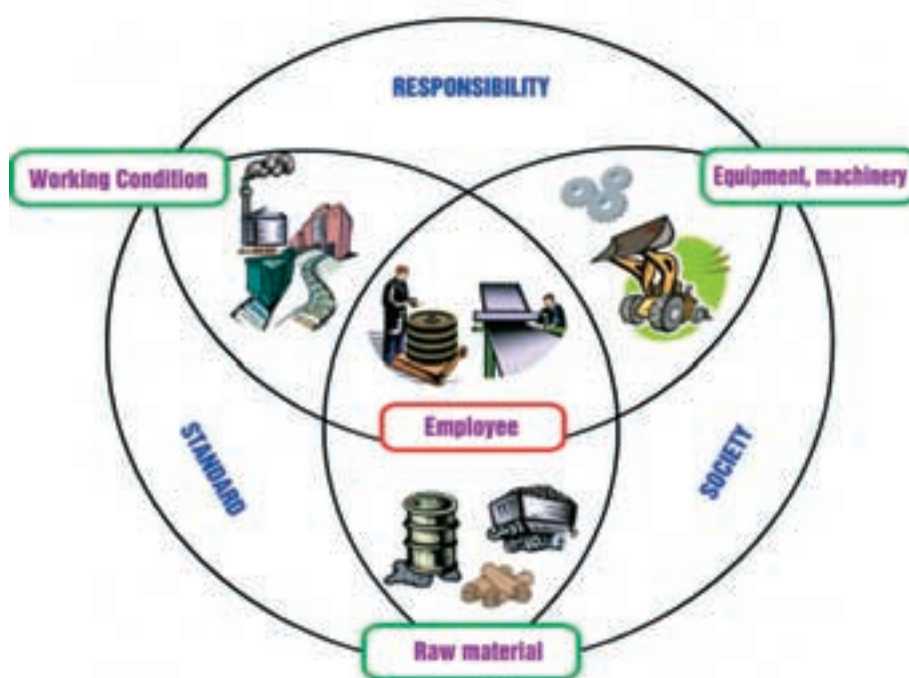 RESPONSIBILITY
Working Condition
Equipment, machinery
Employee
STANDARD
SOCIETY
Raw material